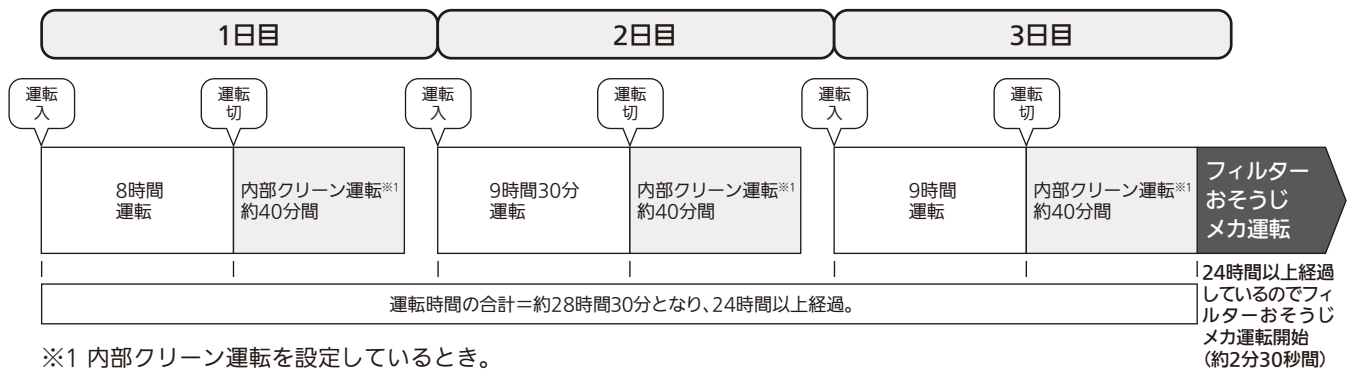 1日目
2日目
3日目
運転
入
運転
切
運転
入
運転
切
運転
入
運転
切
8時間
運転
内部クリーン運転※1
約40分間
9時間30分
運転
内部クリーン運転※1
約40分間
9時間
運転
内部クリーン運転※1
約40分間
フィルター
おそうじ
メカ運転
運転時間の合計＝約28時間30分となり、24時間以上経過。
24時間以上経過
しているのでフィ
ルターおそうじ
メカ運転開始
（約2分30秒間）
※1 内部クリーン運転を設定しているとき。